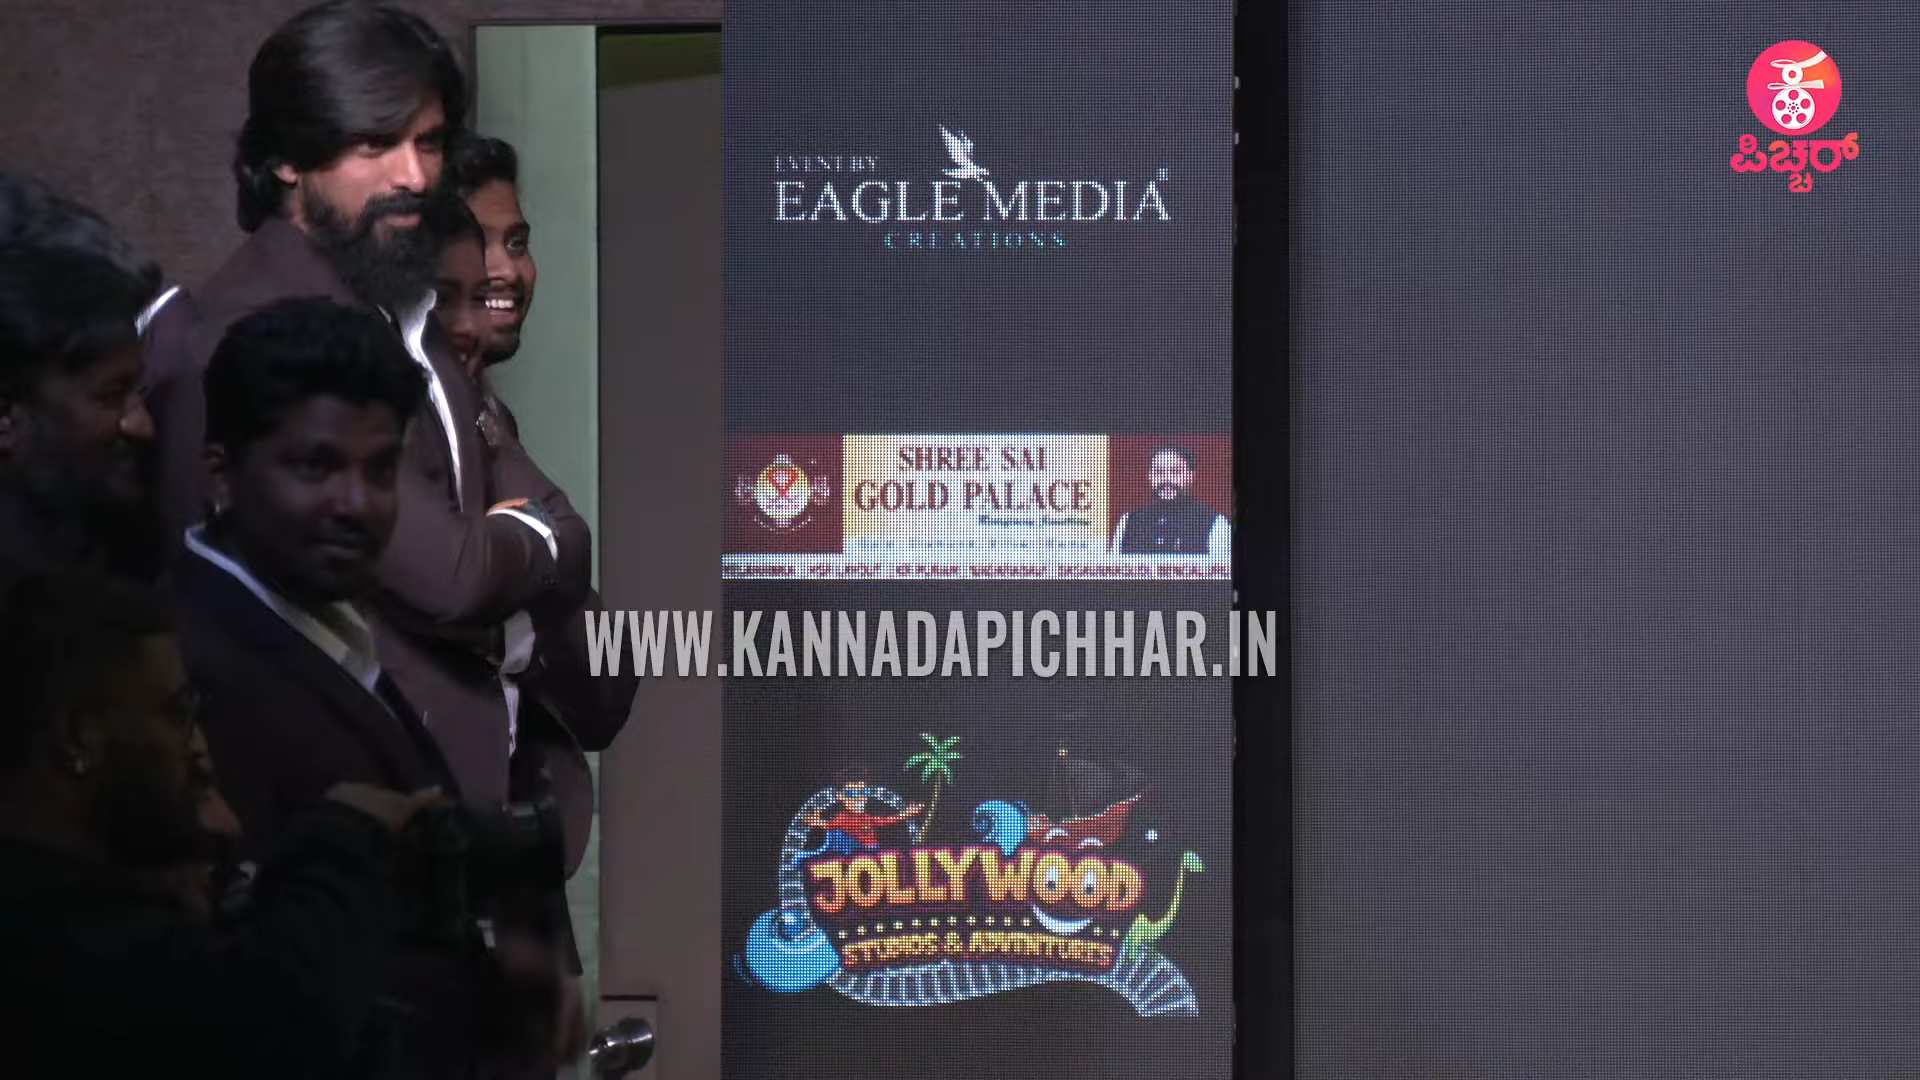 ಪಿಚ್ಚರ್
EVENT BY
EAGLE MEDIA
CREATIONS
SHREE SAI
GOLD PALACE
WWW.KANNADAPICHHAR.IN
JOLLYWOOD
STUDIOS & ADVENTURES